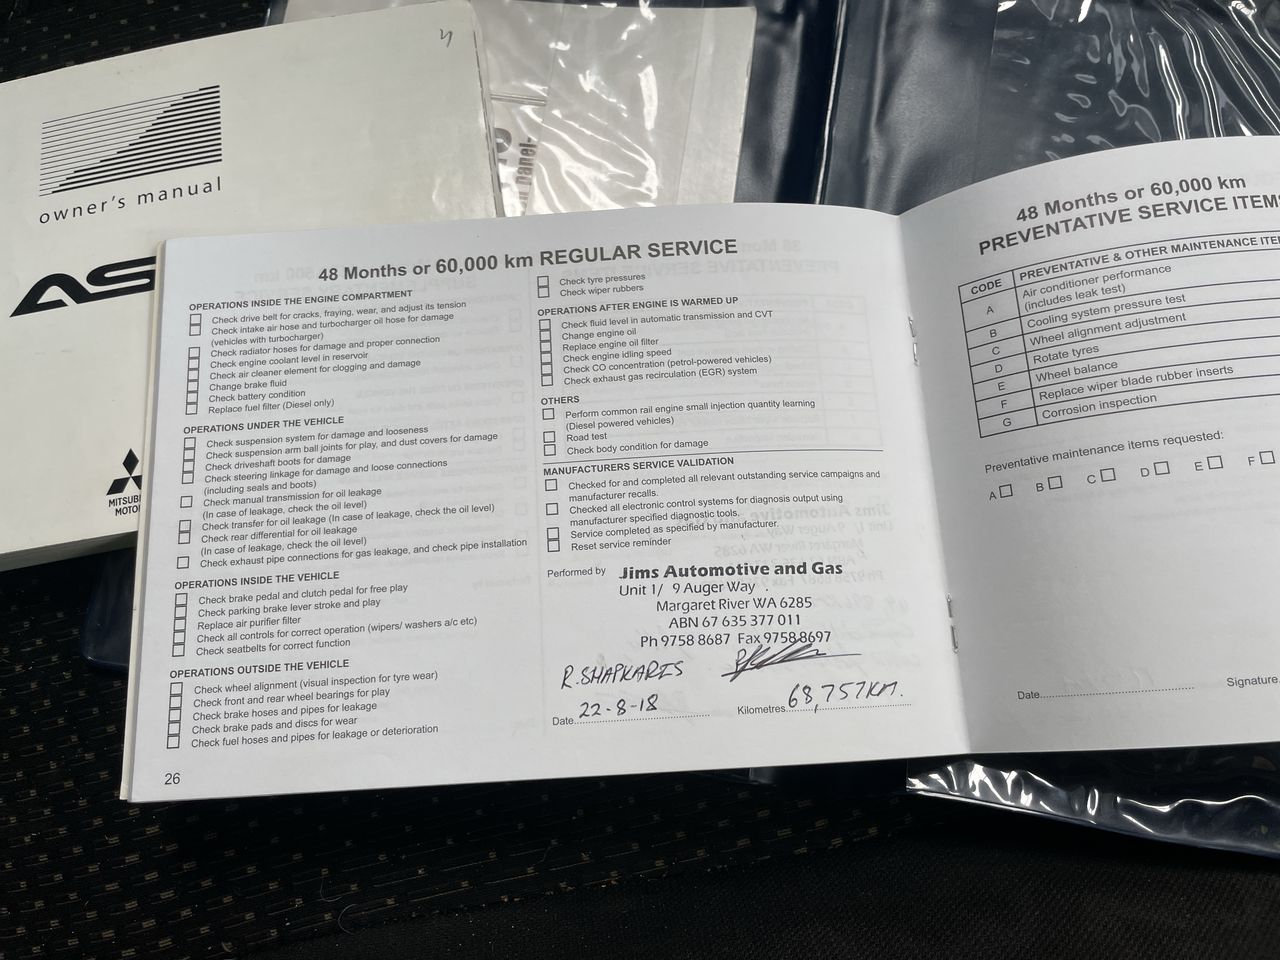 owner's manual
AS
MITSUB
MOTOR
panel-
48 Months or 60,000 km REGULAR SERVICE
OPERATIONS INSIDE THE ENGINE COMPARTMENT
Check drive belt for cracks, fraying, wear, and adjust its tension
Check intake air hose and turbocharger oil hose for damage
(vehicles with turbocharger)
Check radiator hoses for damage and proper connection
Check engine coolant level in reservoir
Check air cleaner element for clogging and damage
Change brake fluid
Check battery condition
Replace fuel filter (Diesel only)
OPERATIONS UNDER THE VEHICLE
Check suspension system for damage and looseness
Check suspension arm ball joints for play, and dust covers for damage
Check driveshaft boots for damage
Check steering linkage for damage and loose connections
(including seals and boots)
Check manual transmission for oil leakage
(In case of leakage, check the oil level)
Check transfer for oil leakage (In case of leakage, check the oil level)
Check rear differential for oil leakage
(In case of leakage, check the oil level)
Check exhaust pipe connections for gas leakage, and check pipe installation
OPERATIONS INSIDE THE VEHICLE
Check brake pedal and clutch pedal for free play
Check parking brake lever stroke and play
Replace air purifier filter
Check all controls for correct operation (wipers/ washers a/c etc)
Check seatbelts for correct function
OPERATIONS OUTSIDE THE VEHICLE
Check wheel alignment (visual inspection for tyre wear)
Check front and rear wheel bearings for play
Check brake hoses and pipes for leakage
Check brake pads and discs for wear
Check fuel hoses and pipes for leakage or deterioration
26
Check tyre pressures
Check wiper rubbers
OPERATIONS AFTER ENGINE IS WARMED UP
Check fluid level in automatic transmission and CVT
Change engine oil
Replace engine oil filter
Check engine idling speed
Check CO concentration (petrol-powered vehicles)
Check exhaust gas recirculation (EGR) system
OTHERS
Perform common rail engine small injection quantity learning
(Diesel powered vehicles)
Road test
Check body condition for damage
MANUFACTURERS SERVICE VALIDATION
Checked for and completed all relevant outstanding service campaigns and
manufacturer recalls.
Checked all electronic control systems for diagnosis output using
manufacturer specified diagnostic tools.
Service completed as specified by manufacturer.
Reset service reminder
Performed by Jims Automotive and Gas
Unit 1/ 9 Auger Way
Margaret River WA 6285
ABN 67 635 377 011
Ph 9758 8687 Fax 9758 8697
R. SHAPKARIS
Date 22-8-18 Kilometres 68,757KM.
48 Months or 60,000 km
PREVENTATIVE SERVICE ITEMS
CODE PREVENTATIVE & OTHER MAINTENANCE ITE
A Air conditioner performance
(includes leak test)
B Cooling system pressure test
C Wheel alignment adjustment
D Rotate tyres
E Wheel balance
F Replace wiper blade rubber inserts
G Corrosion inspection
Preventative maintenance items requested:
A B C D E F
Date Signature